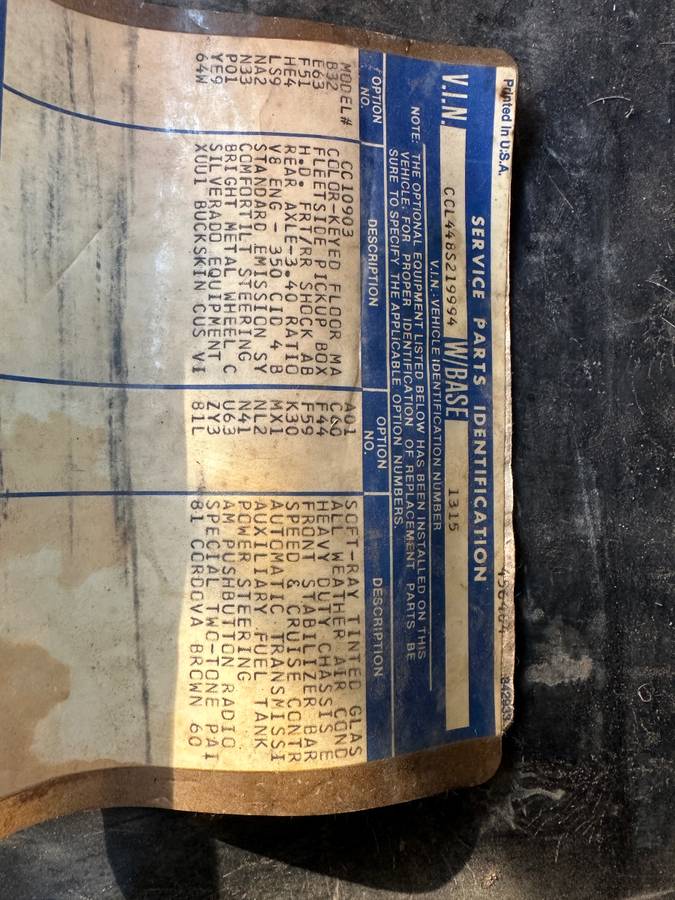 Printed In U.S.A. 342933
SERVICE PARTS IDENTIFICATION
V.I.N. CCL448S219994 W/BASE 1315
V.I.N.-VEHICLE IDENTIFICATION NUMBER
NOTE: THE OPTIONAL EQUIPMENT LISTED BELOW HAS BEEN INSTALLED ON THIS
VEHICLE. FOR PROPER IDENTIFICATION OF REPLACEMENT PARTS BE
SURE TO SPECIFY THE APPLICABLE OPTION NUMBERS.
OPTION NO. DESCRIPTION OPTION NO. DESCRIPTION
MODEL# CC10903 A01 SOFT-RAY TINTED GLAS
B32 COLOR-KEYED FLOOR MA C60 ALL WEATHER AIR COND
E63 FLEETSIDE PICKUP BOX F44 HEAVY DUTY CHASSIS E
F51 H.D. FRT/RR SHOCK AB F59 FRONT STABILIZER BAR
HE4 REAR AXLE-3.40 RATIO K30 SPEED & CRUISE CONTR
LS9 V8 ENG - 350 CID 4 B MX1 AUTOMATIC TRANSMISSI
NA2 STANDARD EMISSION SY NL2 AUXILIARY FUEL TANK
N33 COMFORTILT STEERING N41 POWER STEERING
P01 BRIGHT METAL WHEEL C U63 AM PUSHBUTTON RADIO
YE9 SILVERADO EQUIPMENT ZY3 SPECIAL TWO-TONE PAI
64W XUU1 BUCKSKIN CUS VI 81L 81 CORDOVA BROWN 60